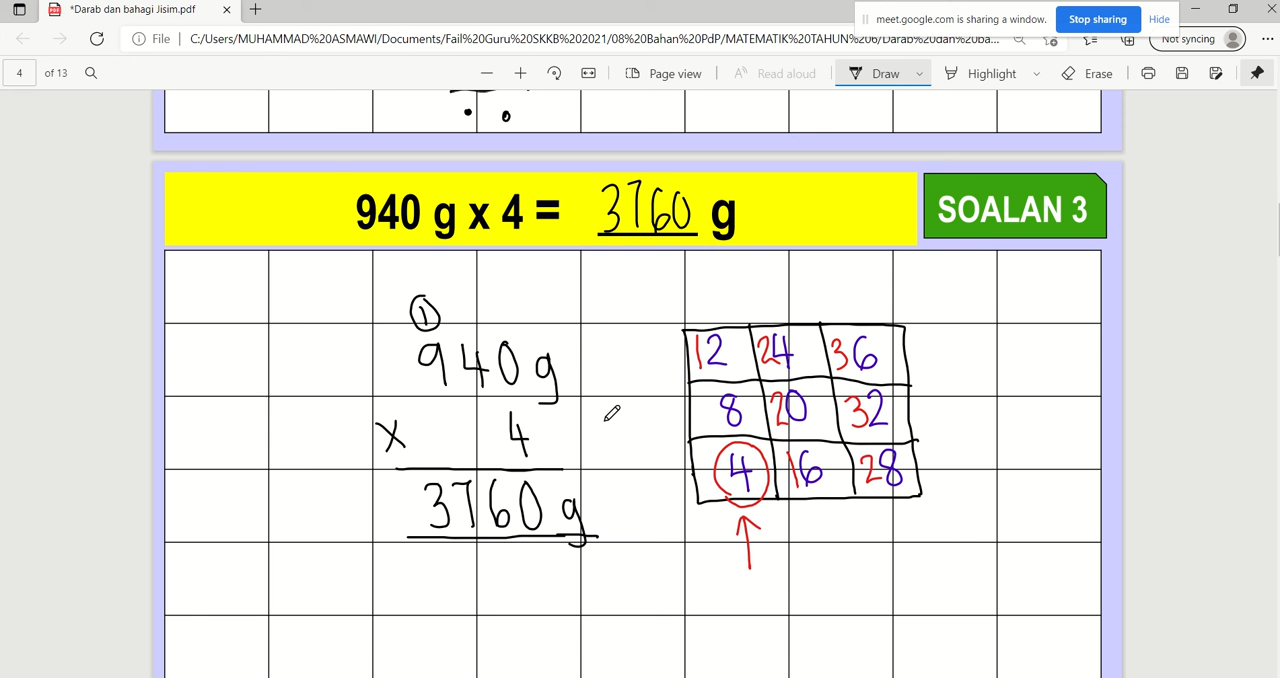 *Darab dan bahagi Jisim.pdf
meet.google.com is sharing a window.
Stop sharing
Hide
File
C:/Users/MUHAMMAD%20ASMAWI/Documents/Fail%20Guru%20SKKB%202021/08%20Bahan%20PdP/MATEMATIK%20TAHUN%206/Darab%20dan%20ba...
Not syncing
4 of 13
Page view
Read aloud
Draw
Highlight
Erase
940 g x 4 = 3760 g
SOALAN 3
1
940g
x 4
3760 g
12 24 36
8 20 32
4 16 28